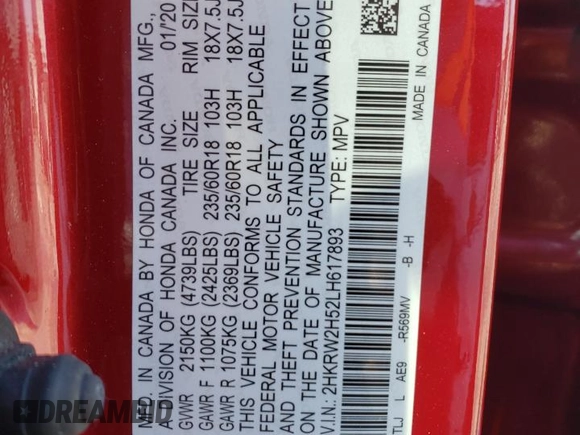 MFD. IN CANADA BY HONDA OF CANADA MFG.,
A DIVISION OF HONDA CANADA INC. 01/20
GVWR 2150KG (4739LBS) TIRE SIZE RIM SIZE
GAWR F 1100KG (2425LBS) 235/60R18 103H 18X7.5J
GAWR R 1075KG (2369LBS) 235/60R18 103H 18X7.5J
THIS VEHICLE CONFORMS TO ALL APPLICABLE
FEDERAL MOTOR VEHICLE SAFETY
AND THEFT PREVENTION STANDARDS IN EFFECT
ON THE DATE OF MANUFACTURE SHOWN ABOVE
V.I.N.: 2HKRW2H52LH617893 TYPE: MPV
TLJ L AE9 -R569MV -B -H
MADE IN CANADA
DREAMBID